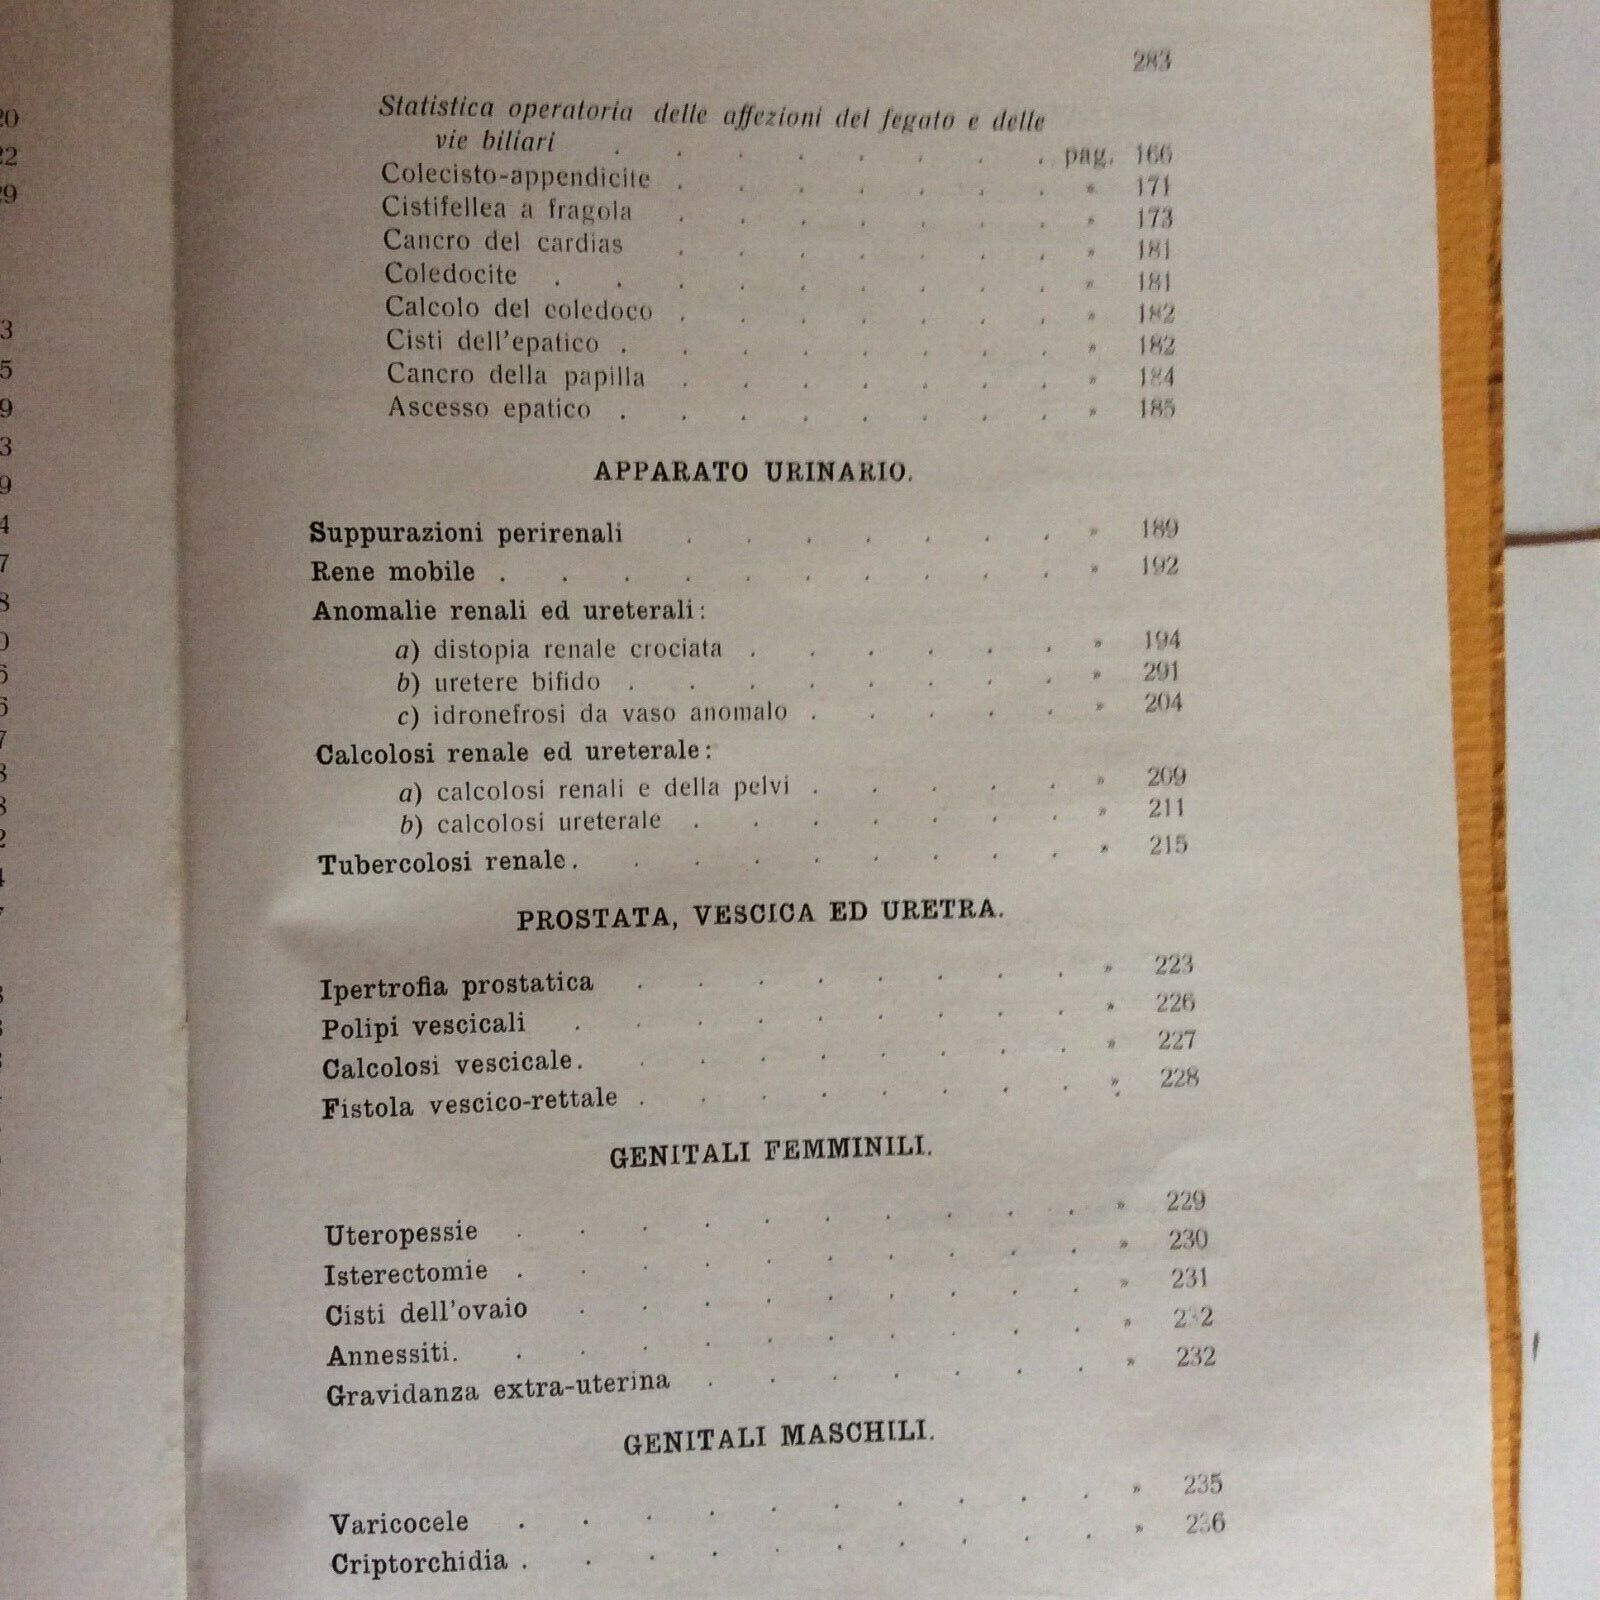 283
Statistica operatoria delle affezioni del fegato e delle
vie biliari . . . . . . . . pag. 166
Colecisto-appendicite . . . . . . . » 171
Cistifellea a fragola . . . . . . . » 173
Cancro del cardias . . . . . . . » 181
Coledocite . . . . . . . . . » 181
Calcolo del coledoco . . . . . . . » 182
Cisti dell'epatico . . . . . . . . » 182
Cancro della papilla . . . . . . . » 184
Ascesso epatico . . . . . . . . » 185
APPARATO URINARIO.
Suppurazioni perirenali . . . . . . . » 189
Rene mobile . . . . . . . . . . » 192
Anomalie renali ed ureterali:
a) distopia renale crociata . . . . . . » 194
b) uretere bifido . . . . . . . . » 291
c) idronefrosi da vaso anomalo . . . . . » 204
Calcolosi renale ed ureterale:
a) calcolosi renali e della pelvi . . . . . » 209
b) calcolosi ureterale . . . . . . . » 211
Tubercolosi renale . . . . . . . . . » 215
PROSTATA, VESCICA ED URETRA.
Ipertrofia prostatica . . . . . . . . » 223
Polipi vescicali . . . . . . . . . » 226
Calcolosi vescicale . . . . . . . . . » 227
Fistola vescico-rettale . . . . . . . . » 228
GENITALI FEMMINILI.
Uteropessie . . . . . . . . . . » 229
Isterectomie . . . . . . . . . . » 230
Cisti dell'ovaio . . . . . . . . . » 231
Annessiti. . . . . . . . . . . » 232
Gravidanza extra-uterina . . . . . . . » 232
GENITALI MASCHILI.
Varicocele . . . . . . . . . . » 235
Criptorchidia . . . . . . . . . . » 236